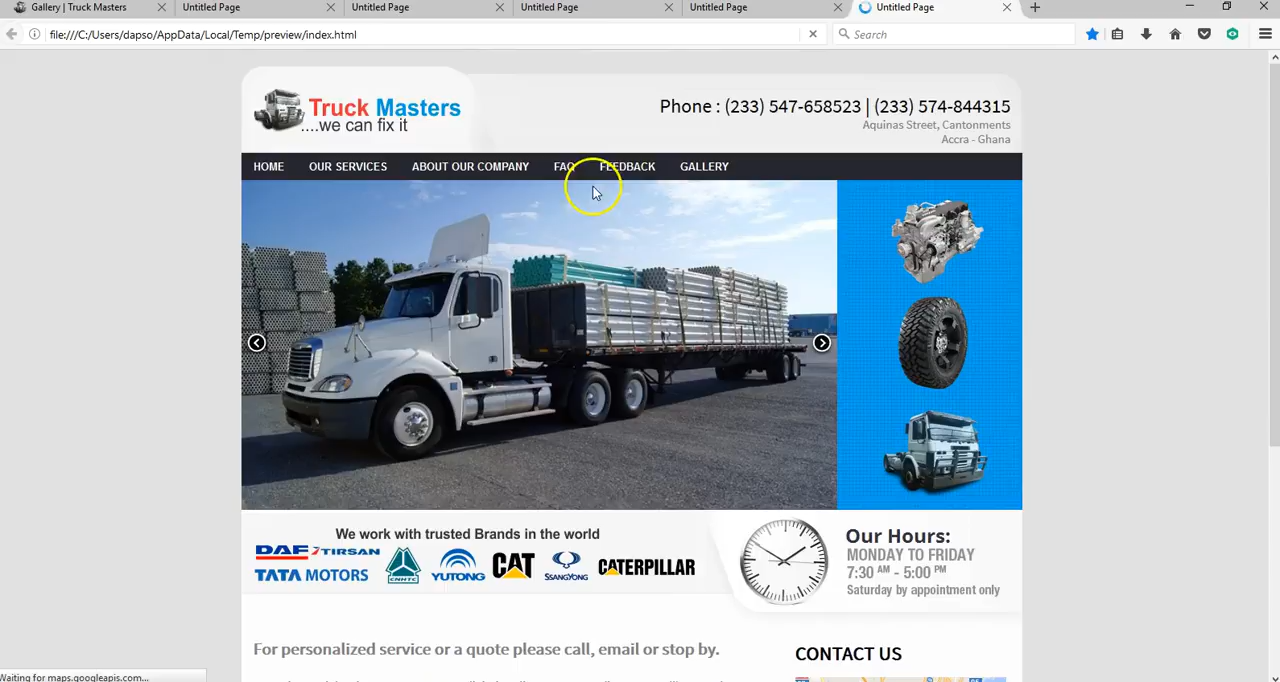 Gallery | Truck Masters
Untitled Page
Untitled Page
Untitled Page
Untitled Page
Untitled Page
file:///C:/Users/dapso/AppData/Local/Temp/preview/index.html
Search
Truck Masters
....we can fix it
Phone : (233) 547-658523 | (233) 574-844315
Aquinas Street, Cantonments
Accra - Ghana
HOME OUR SERVICES ABOUT OUR COMPANY FAQ FEEDBACK GALLERY
We work with trusted Brands in the world
DAF TIRSAN
TATA MOTORS
CNHTC
YUTONG
CAT
SSANGYONG
CATERPILLAR
Our Hours:
MONDAY TO FRIDAY
7:30 AM - 5:00 PM
Saturday by appointment only
For personalized service or a quote please call, email or stop by.
CONTACT US
Waiting for maps.googleapis.com...